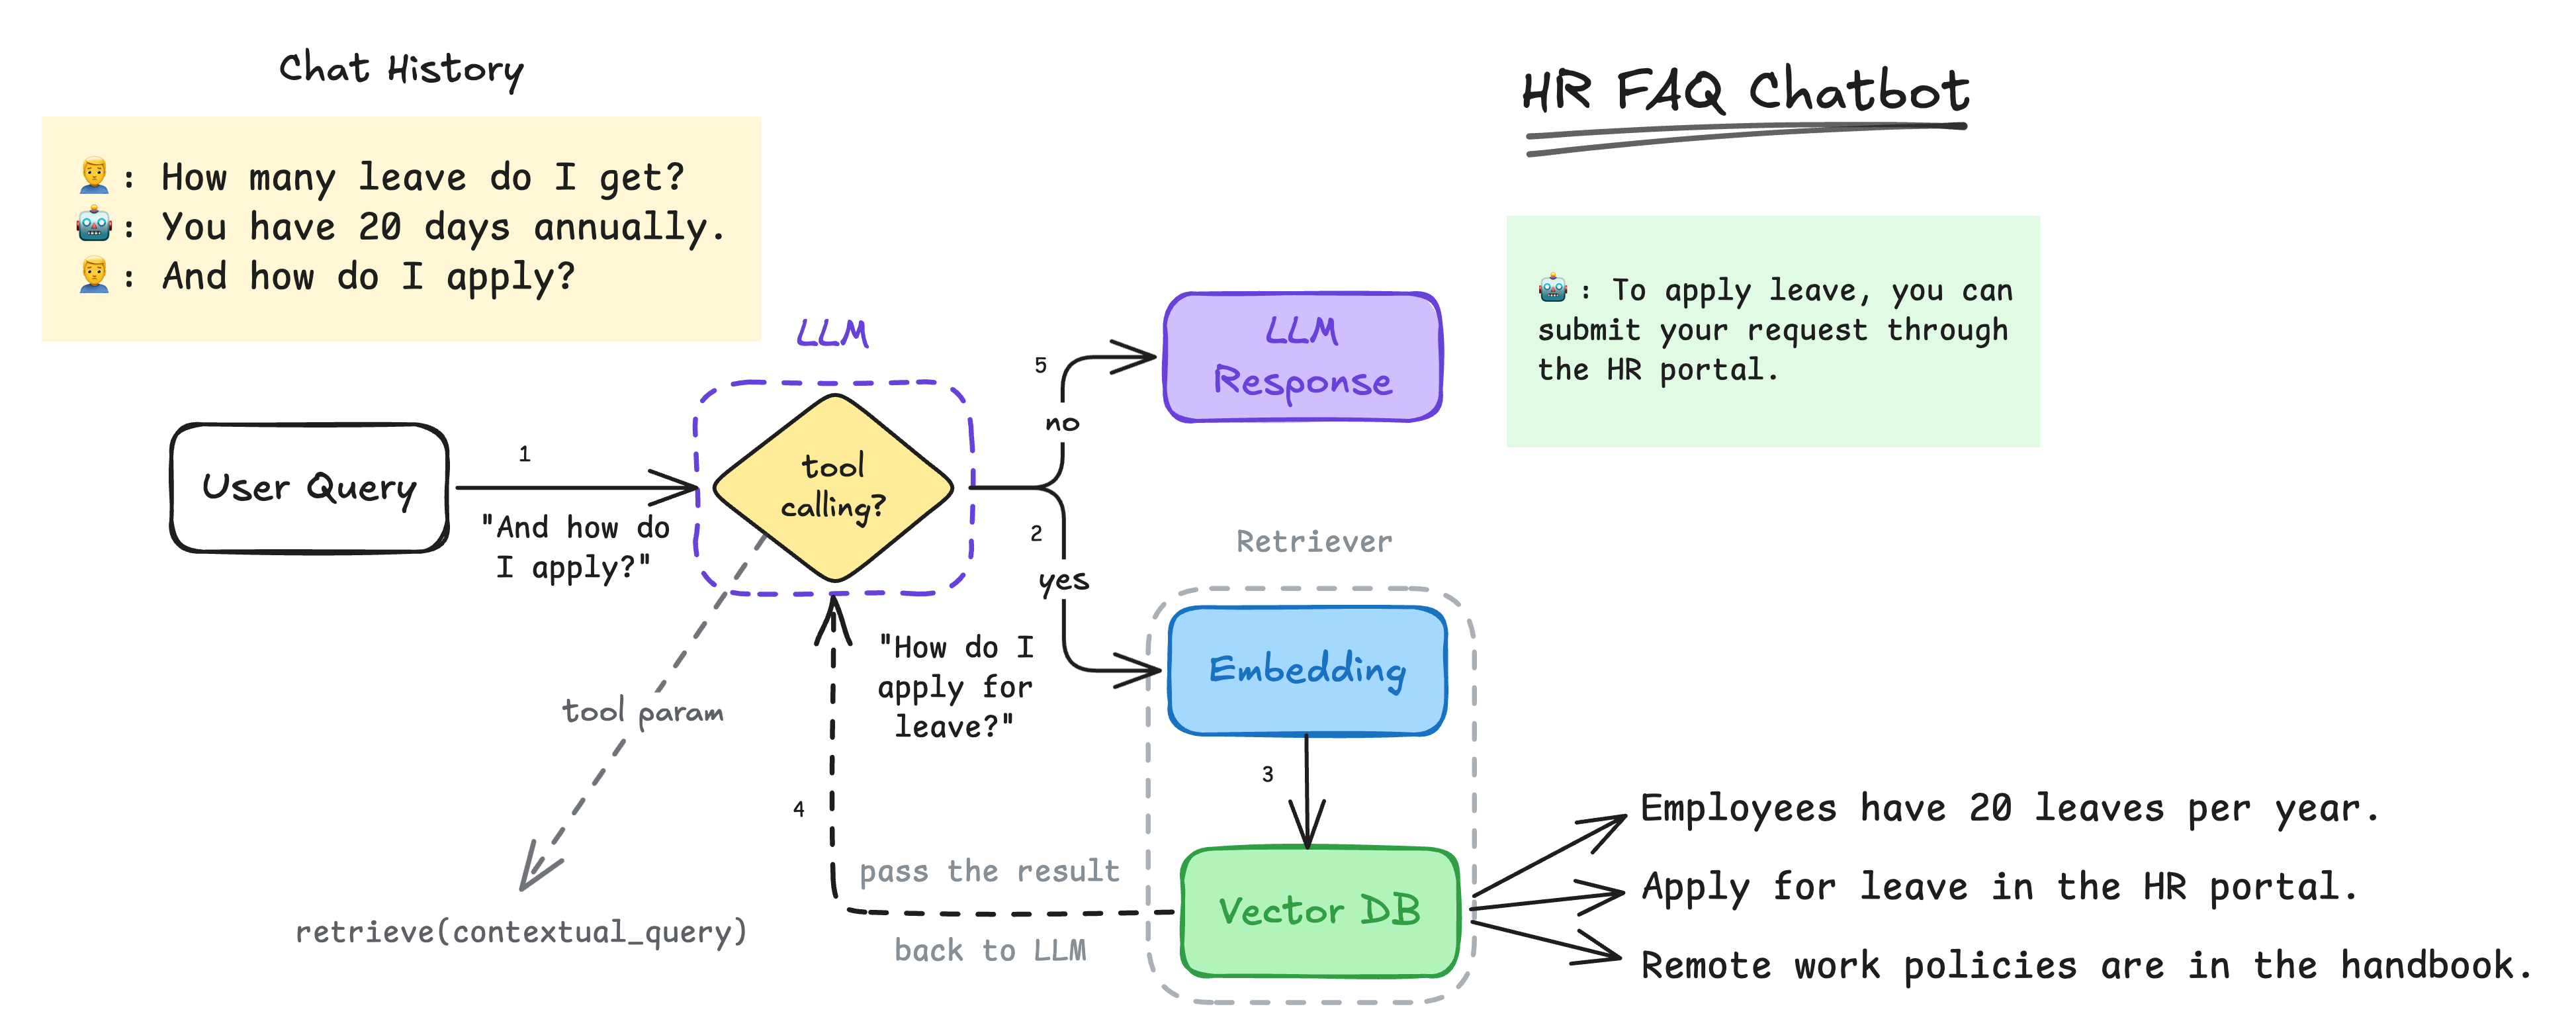 Chat History
HR FAQ Chatbot
: How many leave do I get?
: You have 20 days annually.
: And how do I apply?
: To apply leave, you can
submit your request through
the HR portal.
LLM
LLM
Response
5
no
User Query
1
"And how do
I apply?"
tool
calling?
2
yes
Retriever
"How do I
apply for
leave?"
Embedding
tool param
3
4
pass the result
back to LLM
Vector DB
retrieve(contextual_query)
Employees have 20 leaves per year.
Apply for leave in the HR portal.
Remote work policies are in the handbook.